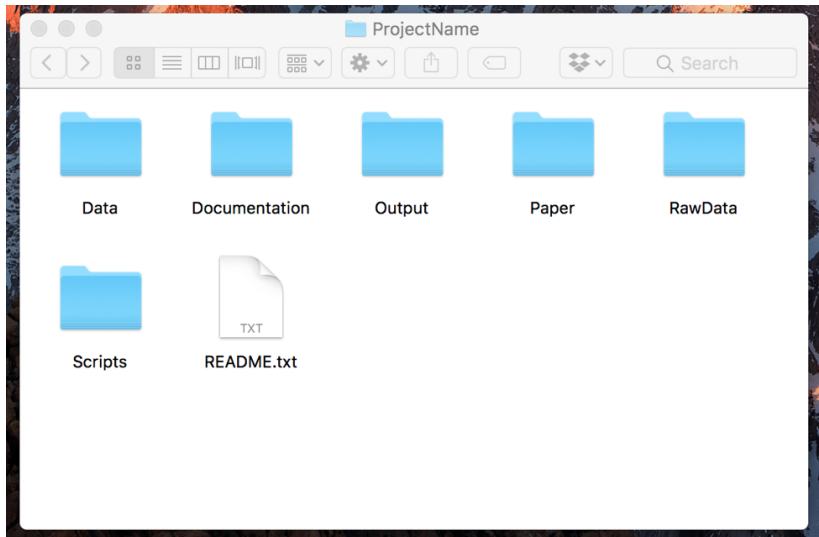 ProjectName
Search
Data Documentation Output Paper RawData
TXT
Scripts README.txt